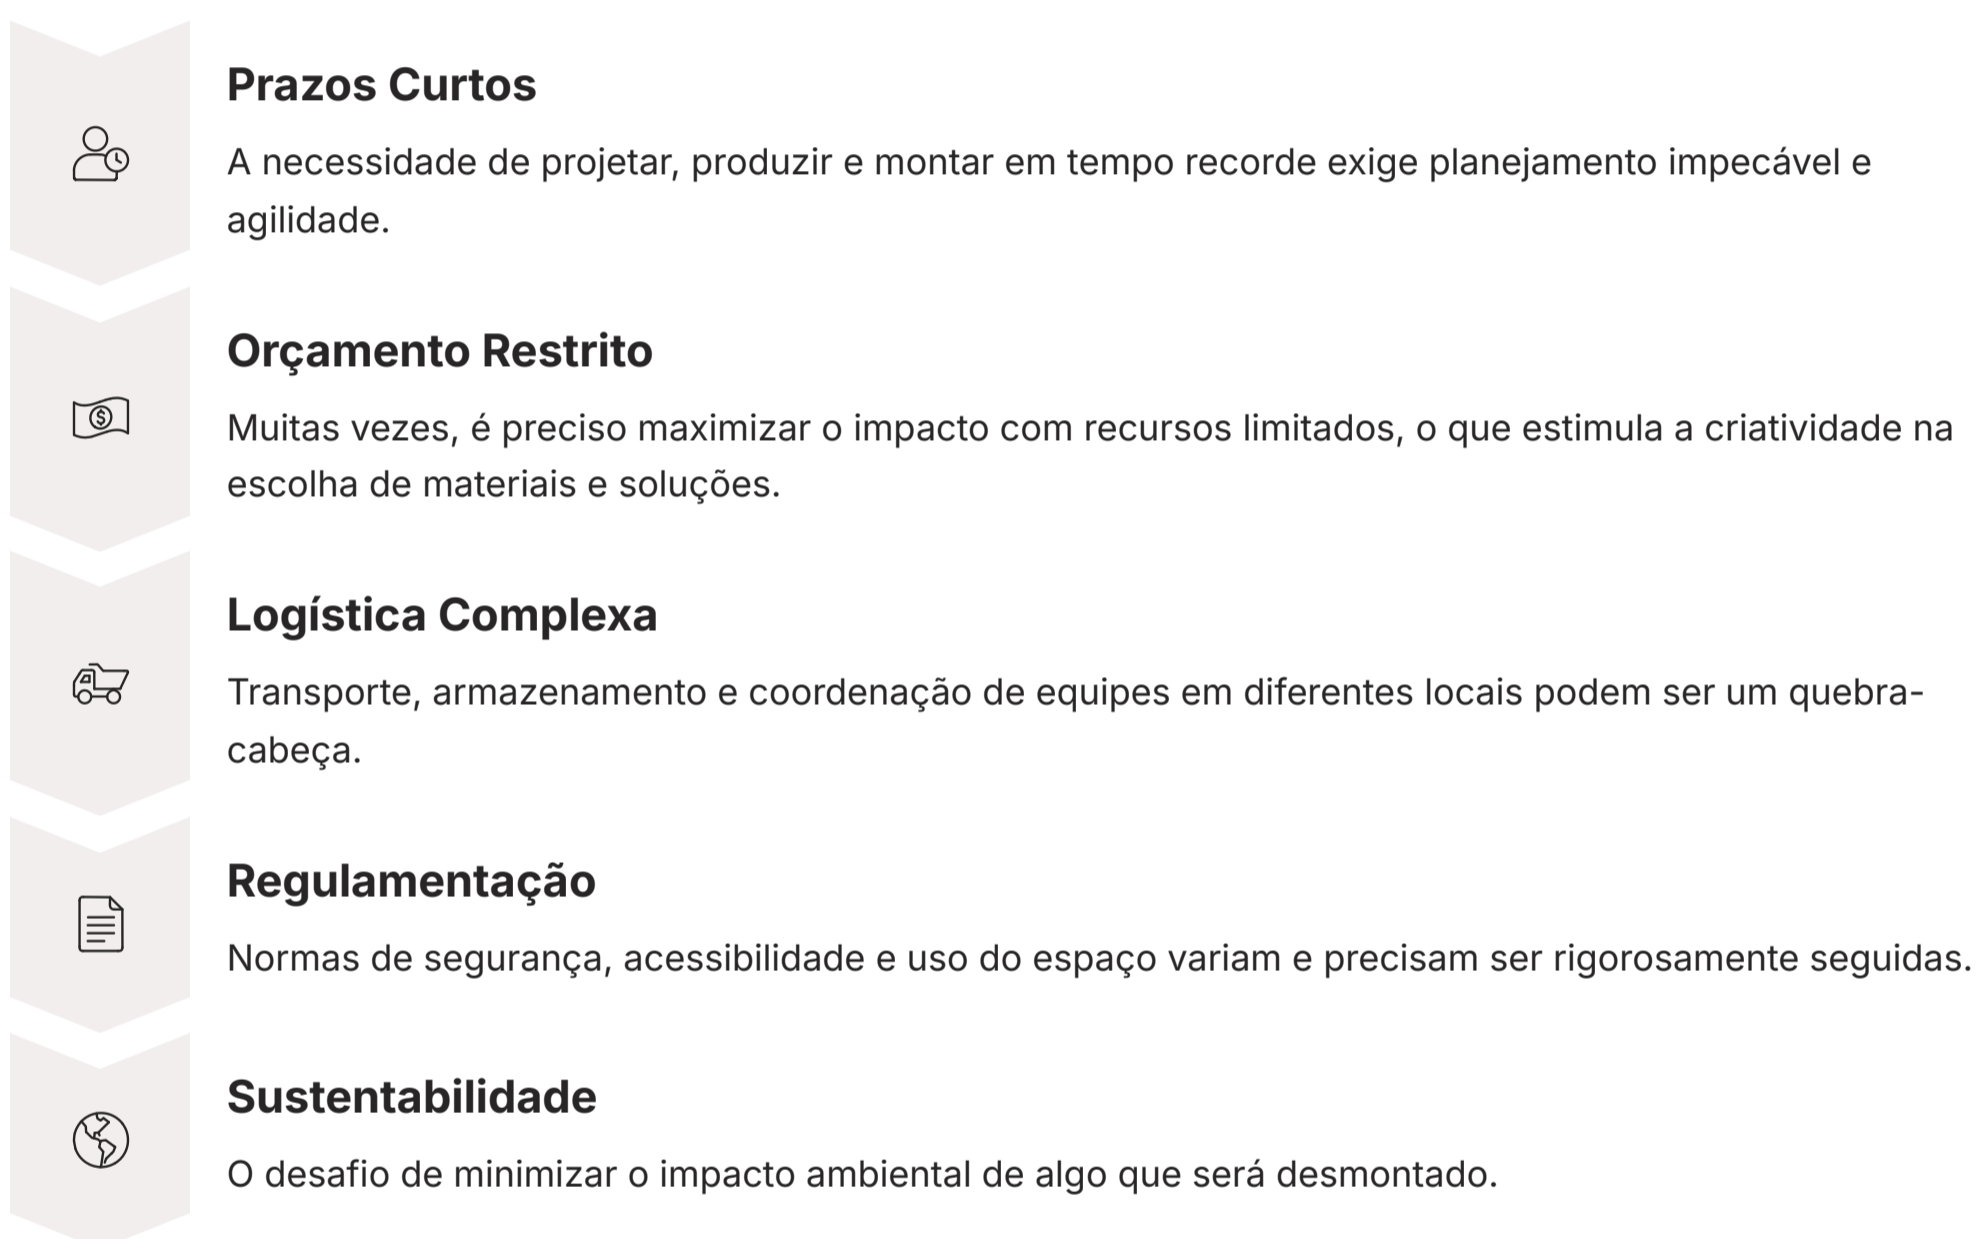 Prazos Curtos
A necessidade de projetar, produzir e montar em tempo recorde exige planejamento impecável e
agilidade.
Orçamento Restrito
Muitas vezes, é preciso maximizar o impacto com recursos limitados, o que estimula a criatividade na
escolha de materiais e soluções.
Logística Complexa
Transporte, armazenamento e coordenação de equipes em diferentes locais podem ser um quebra-
cabeça.
Regulamentação
Normas de segurança, acessibilidade e uso do espaço variam e precisam ser rigorosamente seguidas.
Sustentabilidade
O desafio de minimizar o impacto ambiental de algo que será desmontado.